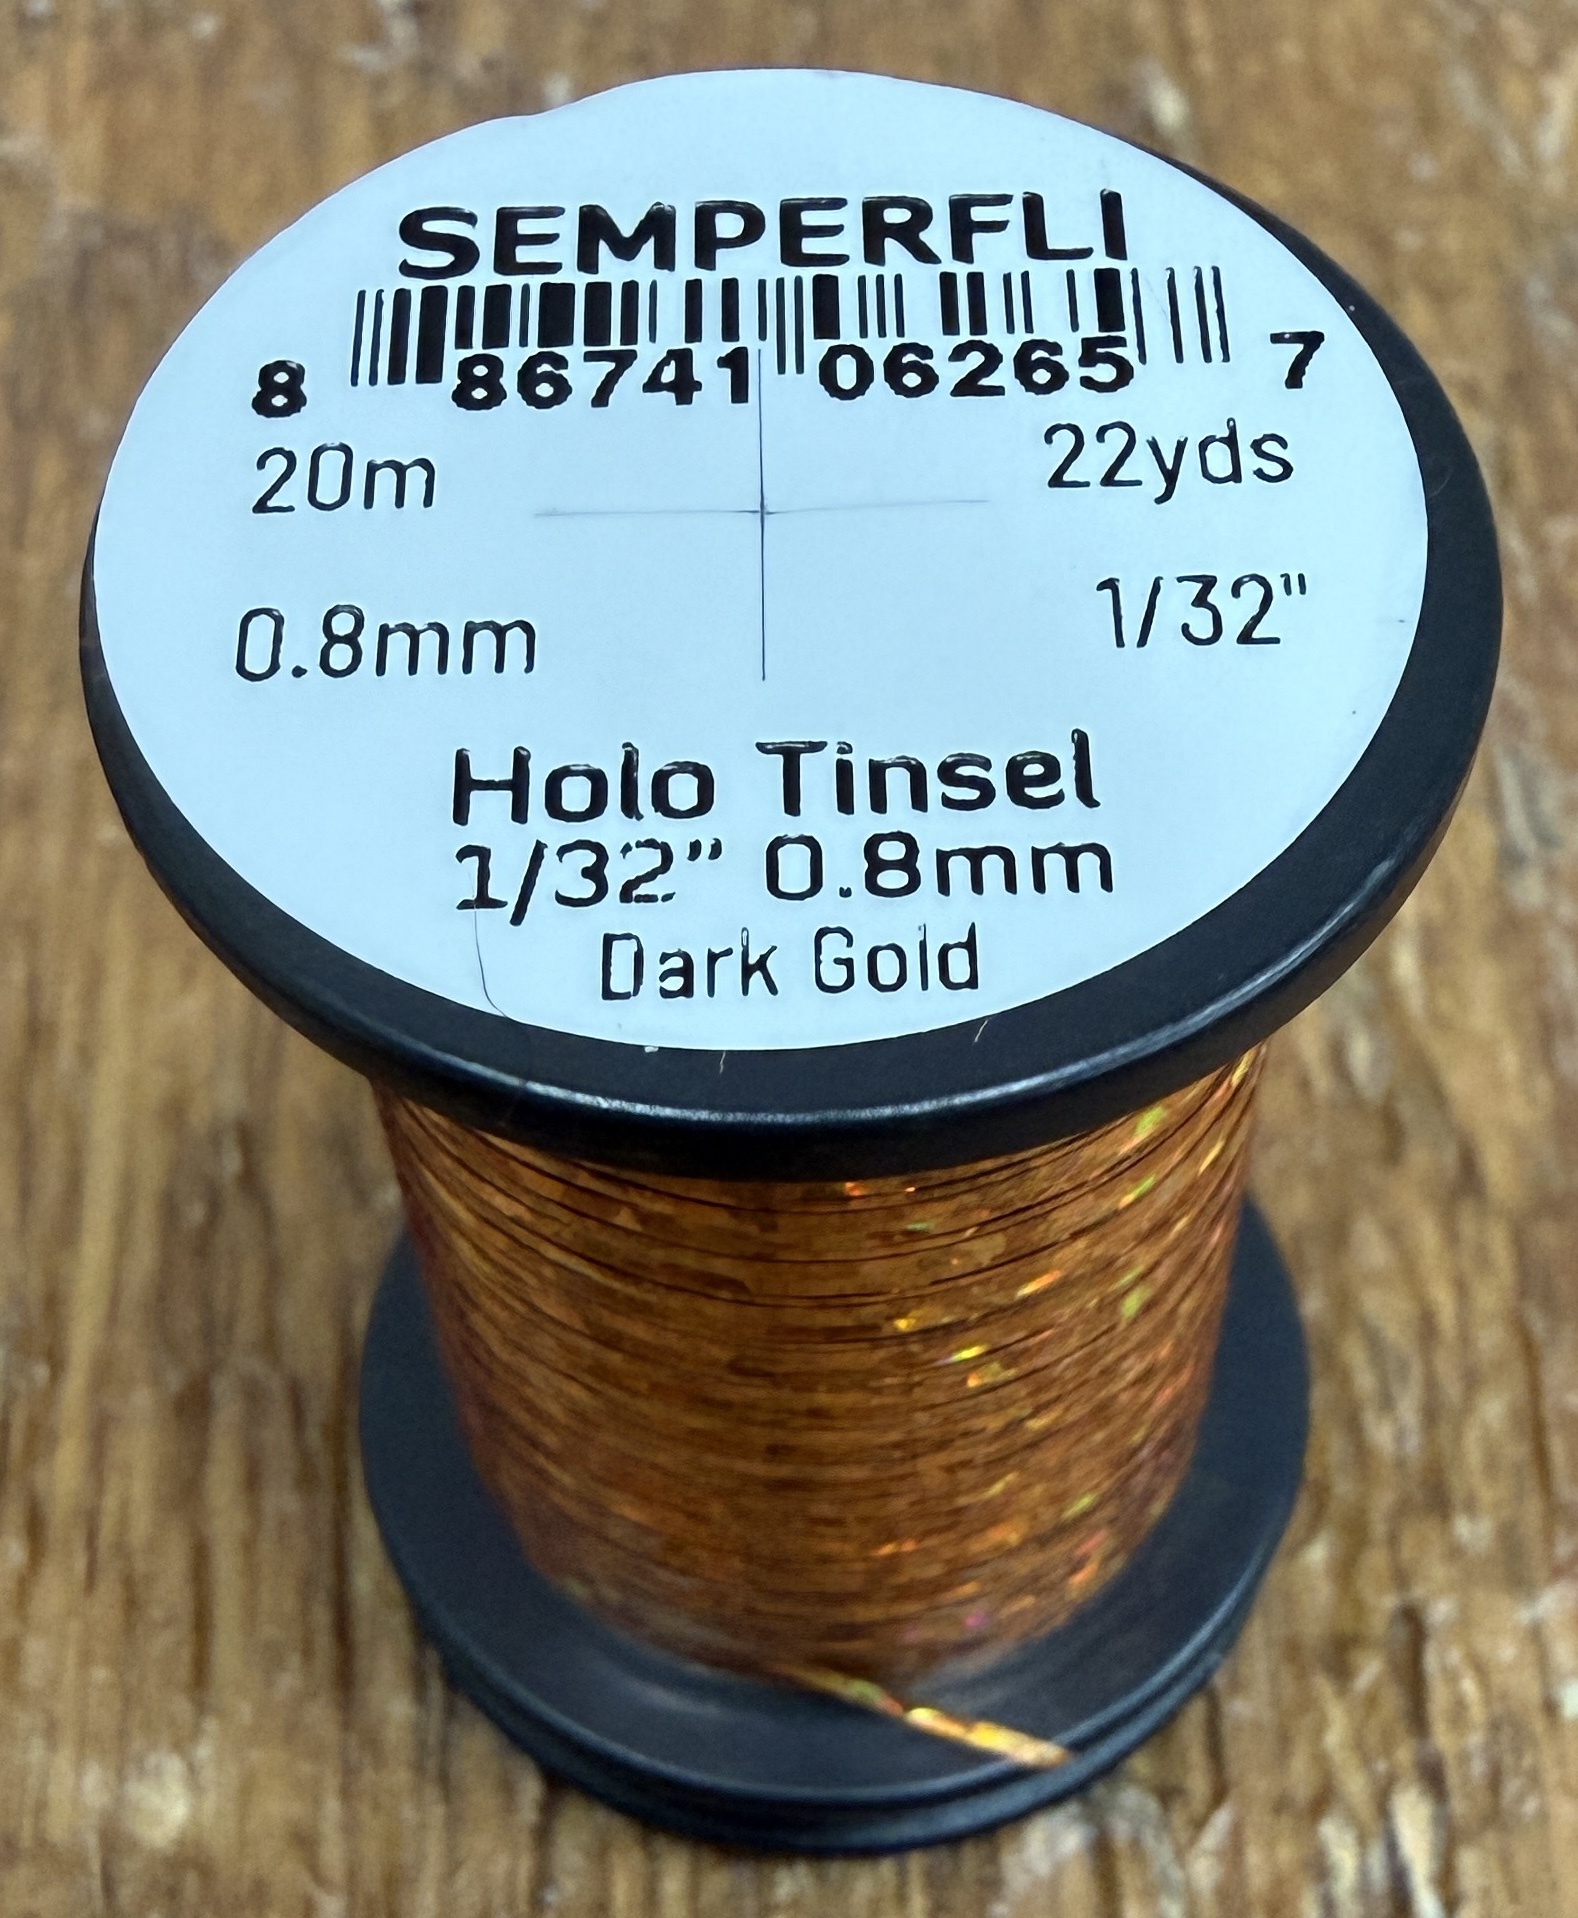 SEMPERFLI
8 86741 06265 7
20m 22yds
0.8mm 1/32"
Holo Tinsel
1/32” 0.8mm
Dark Gold